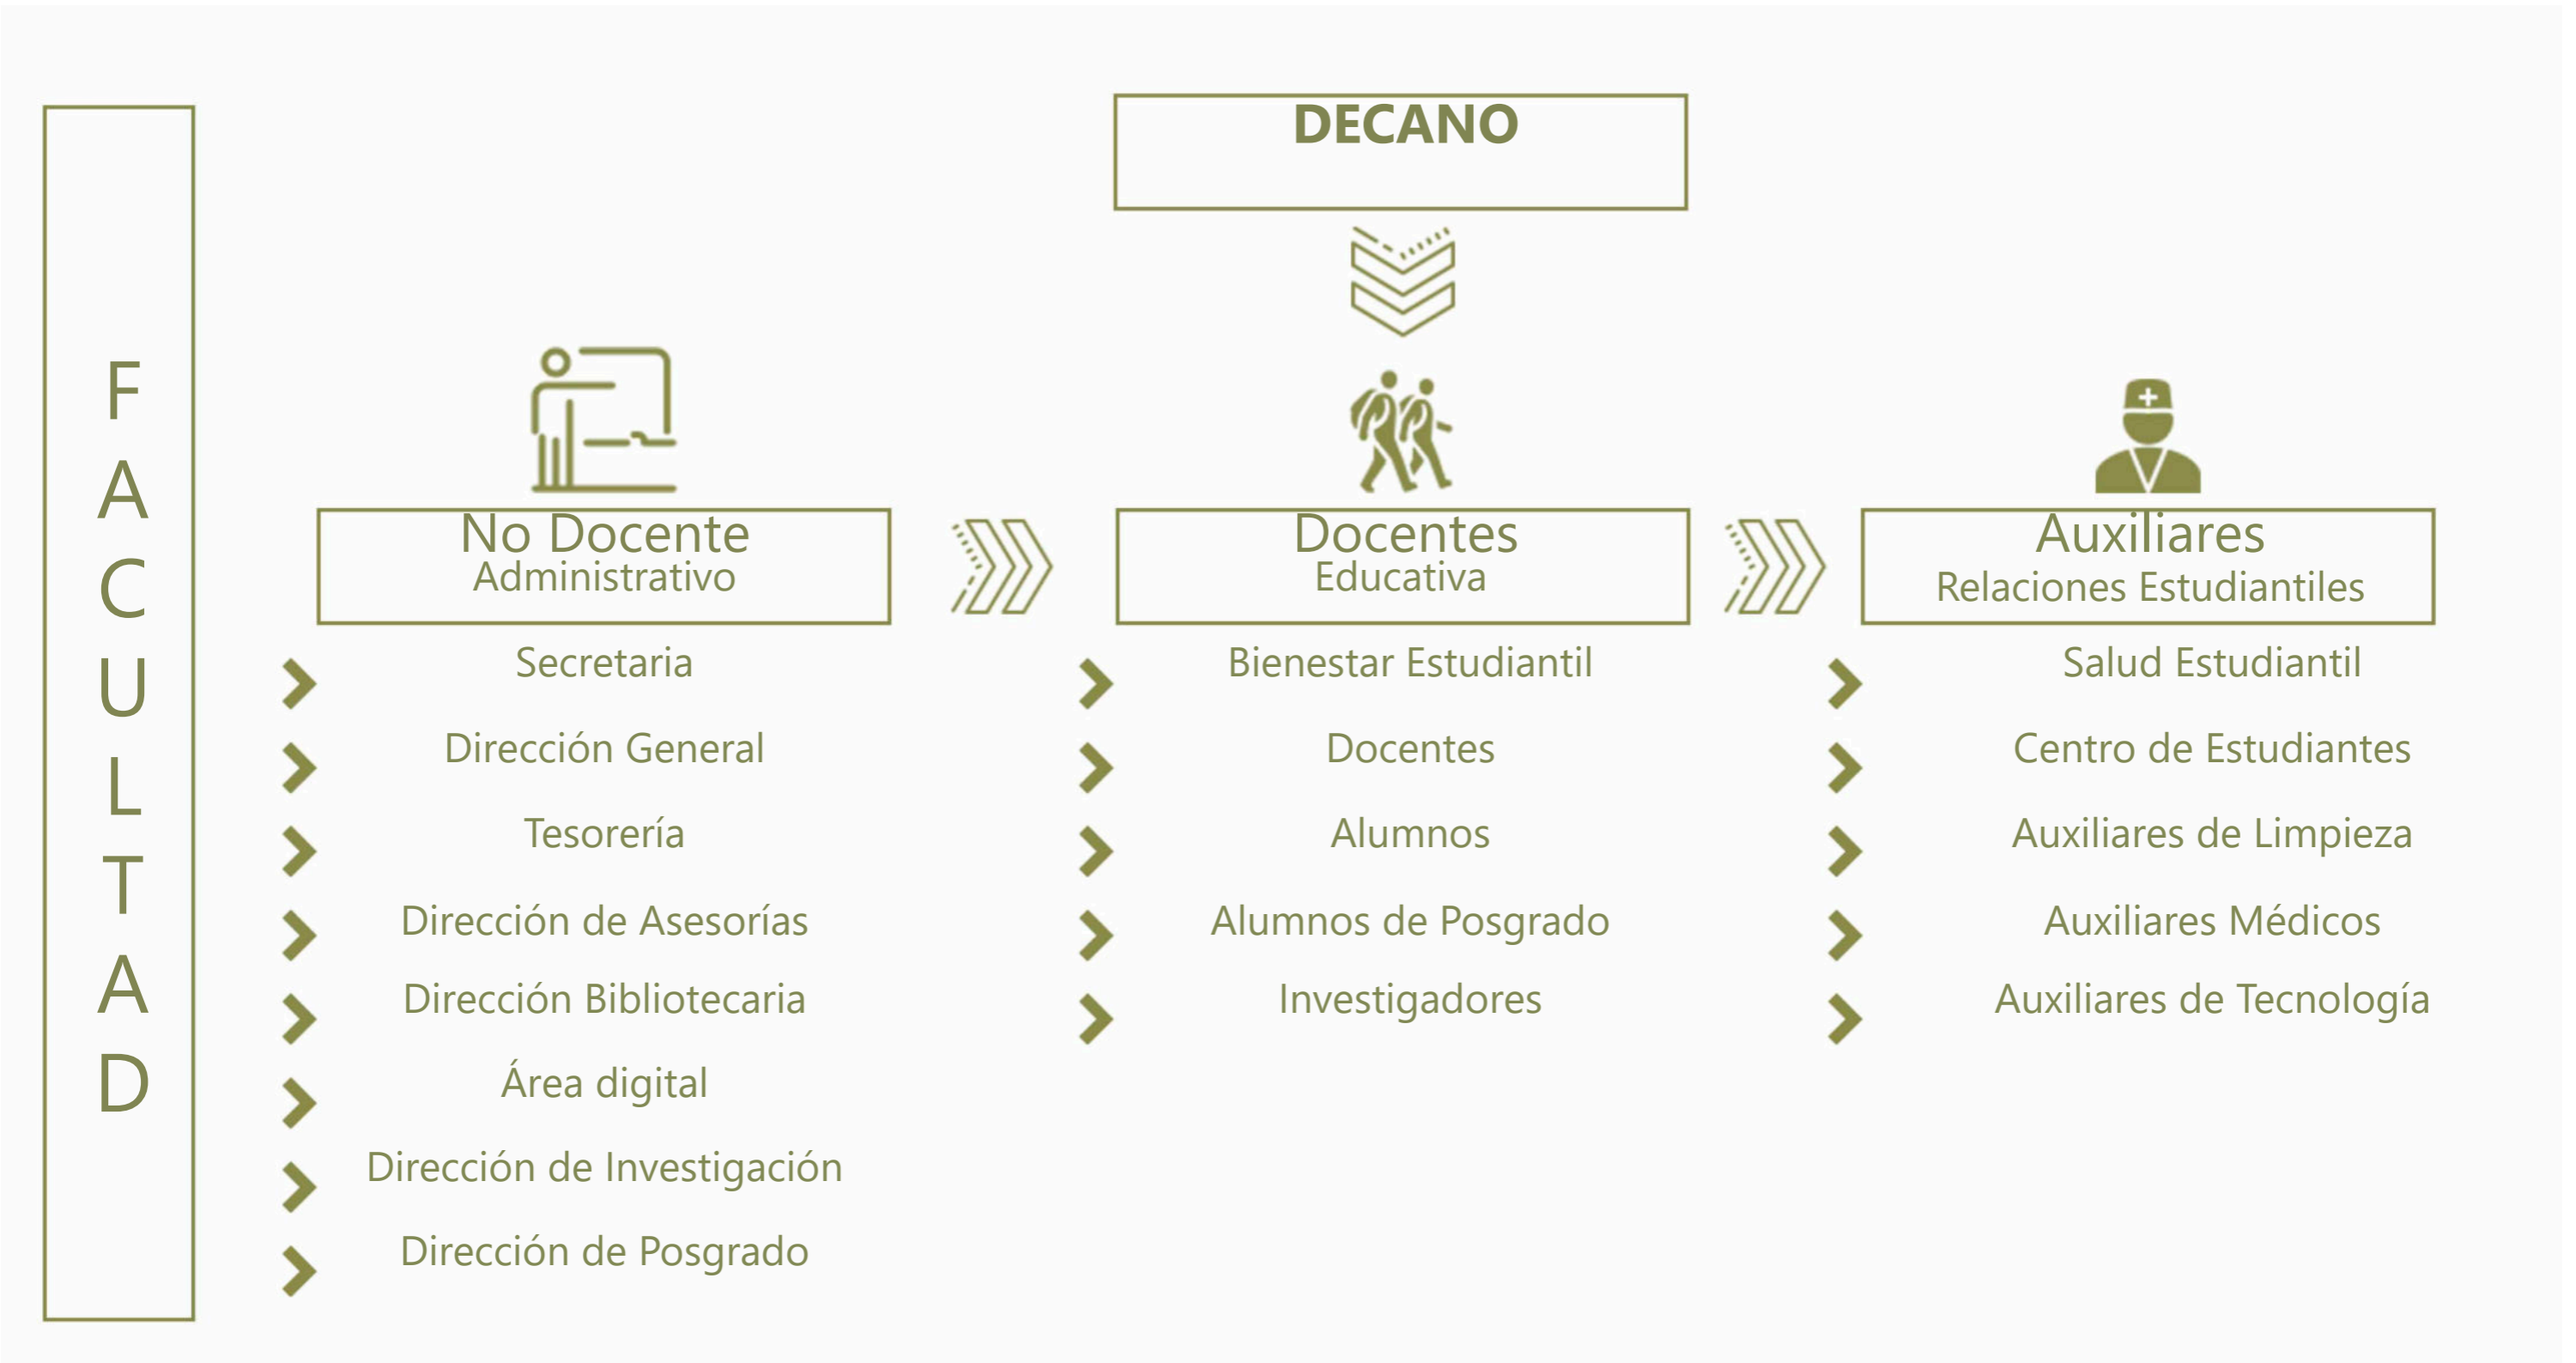 FACULTAD
DECANO
No Docente
Administrativo
Secretaria
Dirección General
Tesorería
Dirección de Asesorías
Dirección Bibliotecaria
Área digital
Dirección de Investigación
Dirección de Posgrado
Docentes
Educativa
Bienestar Estudiantil
Docentes
Alumnos
Alumnos de Posgrado
Investigadores
Auxiliares
Relaciones Estudiantiles
Salud Estudiantil
Centro de Estudiantes
Auxiliares de Limpieza
Auxiliares Médicos
Auxiliares de Tecnología